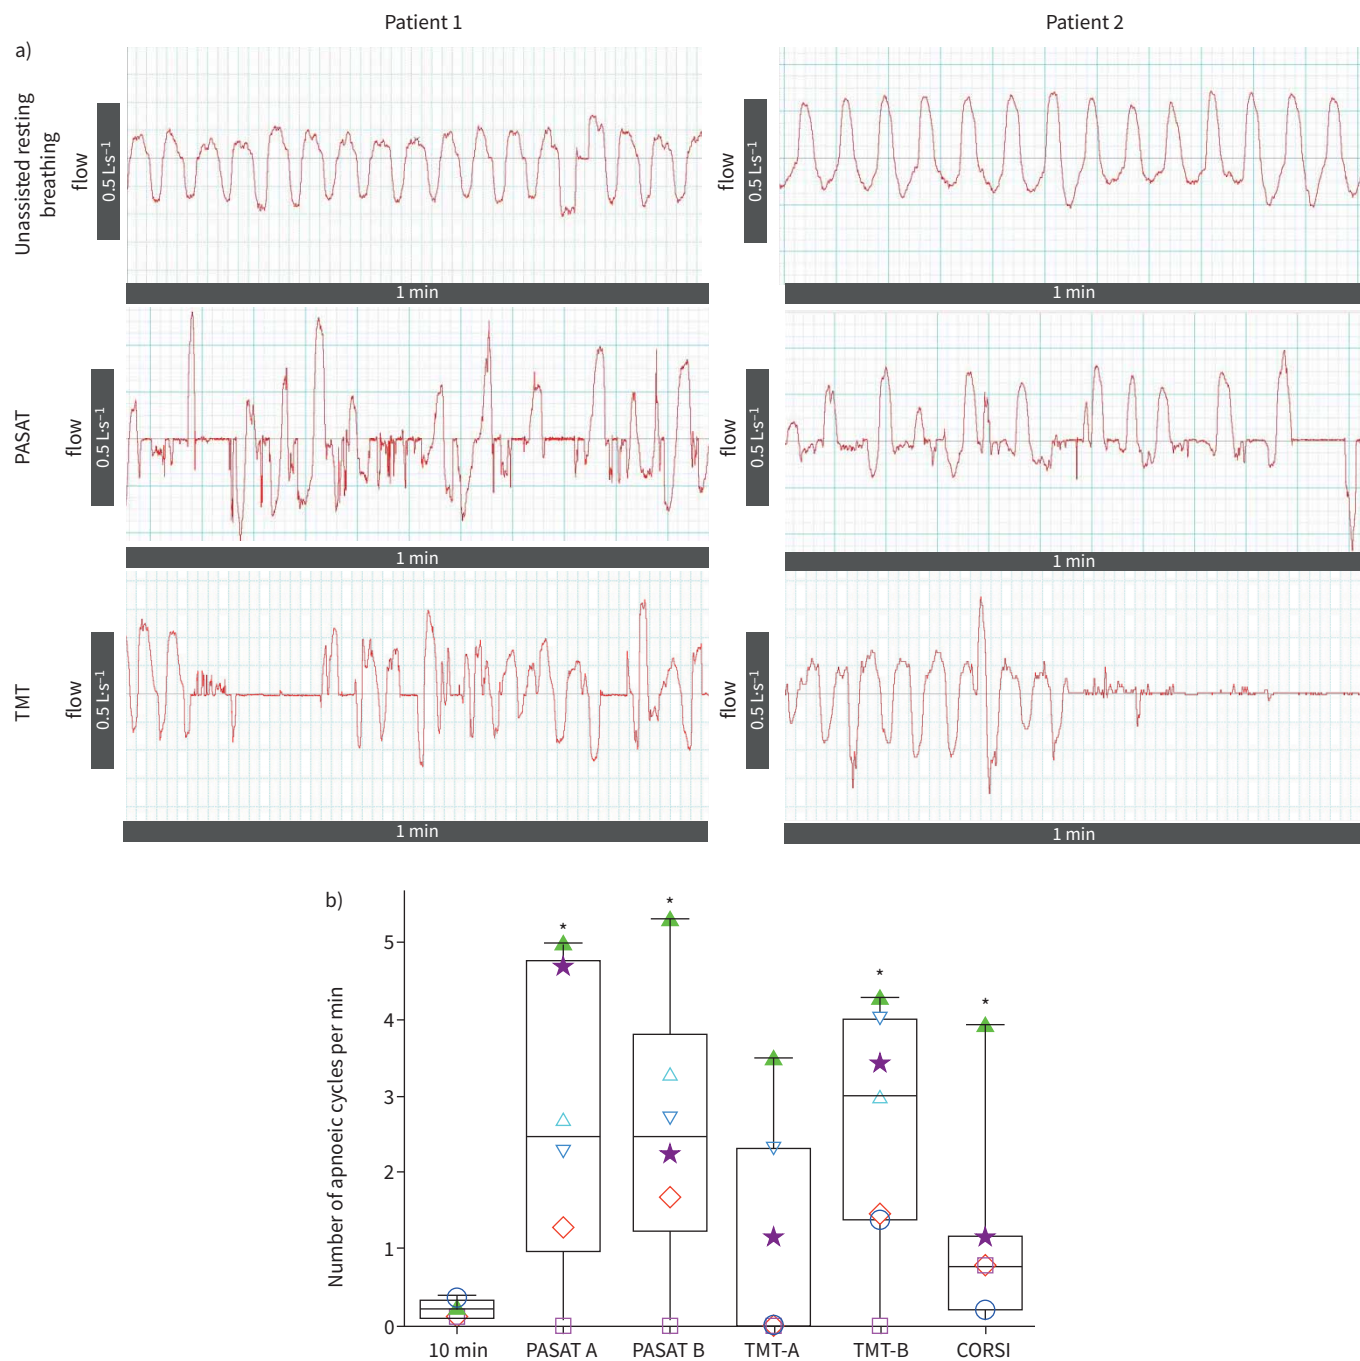 Patient 1
Patient 2
a)
Unassisted resting
breathing
flow
0.5 L·s⁻¹
flow
0.5 L·s⁻¹
1 min
1 min
PASAT
flow
0.5 L·s⁻¹
flow
0.5 L·s⁻¹
1 min
1 min
TMT
flow
0.5 L·s⁻¹
flow
0.5 L·s⁻¹
1 min
1 min
b)
Number of apnoeic cycles per min
5
4
3
2
1
0
*
*
*
*
10 min
PASAT A
PASAT B
TMT-A
TMT-B
CORSI